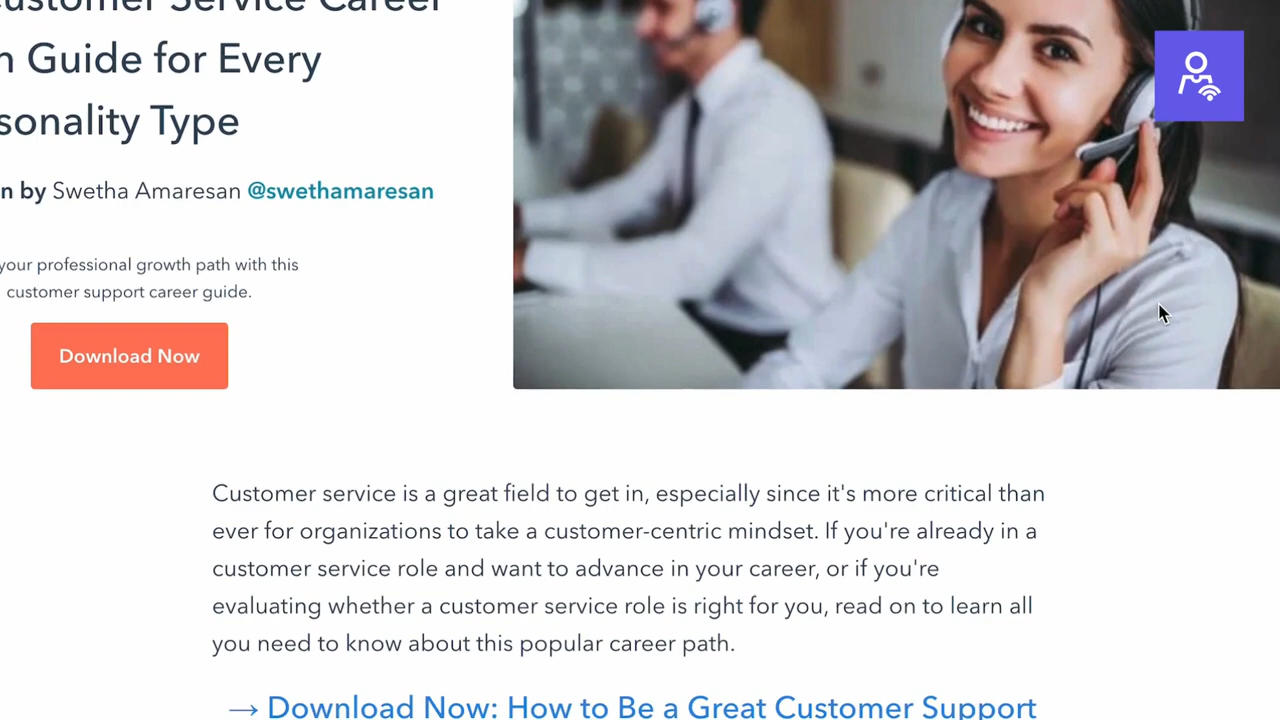 Customer Service Career
n Guide for Every
sonality Type
n by Swetha Amaresan @swethamaresan
your professional growth path with this
customer support career guide.
Download Now
Customer service is a great field to get in, especially since it's more critical than
ever for organizations to take a customer-centric mindset. If you're already in a
customer service role and want to advance in your career, or if you're
evaluating whether a customer service role is right for you, read on to learn all
you need to know about this popular career path.
→ Download Now: How to Be a Great Customer Support